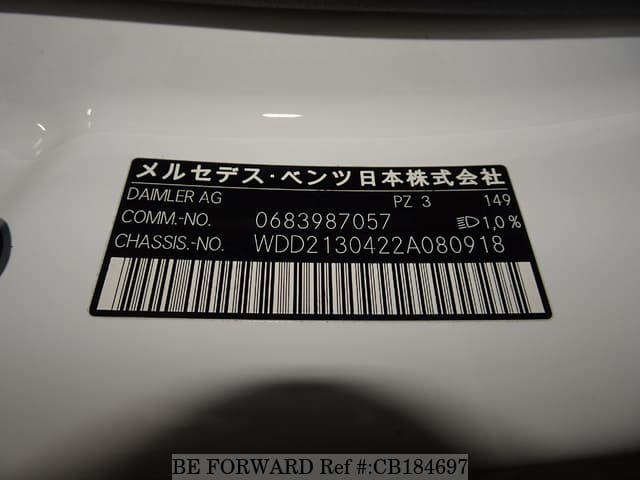 メルセデス・ベンツ日本株式会社
DAIMLER AG PZ 3 149
COMM.-NO. 0683987057 1,0%
CHASSIS.-NO. WDD2130422A080918
BE FORWARD Ref #:CB184697